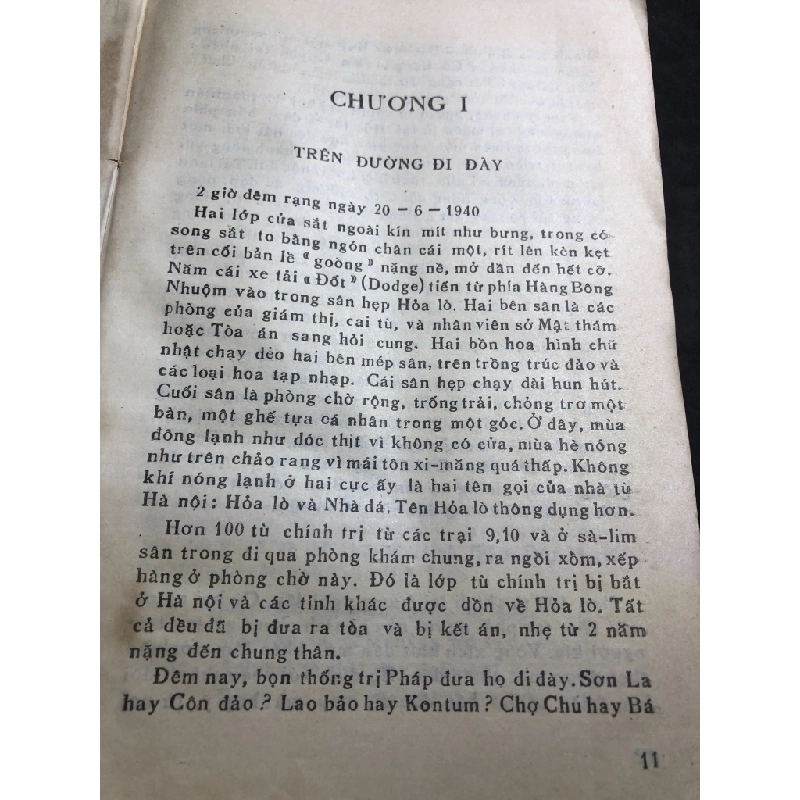 CHƯƠNG I
TRÊN ĐƯỜNG ĐI ĐÀY
2 giờ đêm rạng ngày 20 – 6 – 1940
Hai lớp cửa sắt ngoài kín mít như bưng, trong có
song sắt to bằng ngón chân cái một, rít lên kèn kẹt
trên cối bản lề “ goòng ” nặng nề, mở dần đến hết cỡ.
Năm cái xe tải “ Đốt ” (Dodge) tiến từ phía Hàng Bông
Nhuộm vào trong sân hẹp Hỏa lò. Hai bên sân là các
phòng của giám thị, cai tù, và nhân viên sở Mật thám
hoặc Tòa án sang hỏi cung. Hai bồn hoa hình chữ
nhật chạy dẻo hai bên mép sân, trên trồng trúc đào và
các loại hoa tạp nhạp. Cái sân hẹp chạy dài hun hút.
Cuối sân là phòng chờ rộng, trống trải, chỏng trơ một
bàn, một ghế tựa cá nhân trong một góc. Ở đây, mùa
đông lạnh như dóc thịt vì không có cửa, mùa hè nóng
như trên chảo rang vì mái tôn xi-măng quá thấp. Không
khí nóng lạnh ở hai cực ấy là hai tên gọi của nhà tù
Hà nội : Hỏa lò và Nhà đá. Tên Hỏa lò thông dụng hơn.
Hơn 100 tù chính trị từ các trại 9,10 và ở sà-lim
sân trong đi qua phòng khám chung, ra ngồi xồm, xếp
hàng ở phòng chờ này. Đó là lớp tù chính trị bị bắt
ở Hà nội và các tỉnh khác được dồn về Hỏa lò. Tất
cả đều đã bị đưa ra tòa và bị kết án, nhẹ từ 2 năm
nặng đến chung thân.
Đêm nay, bọn thống trị Pháp đưa họ đi đày. Sơn La
hay Côn đảo ? Lao bảo hay Kontum ? Chợ Chú hay Bá
11